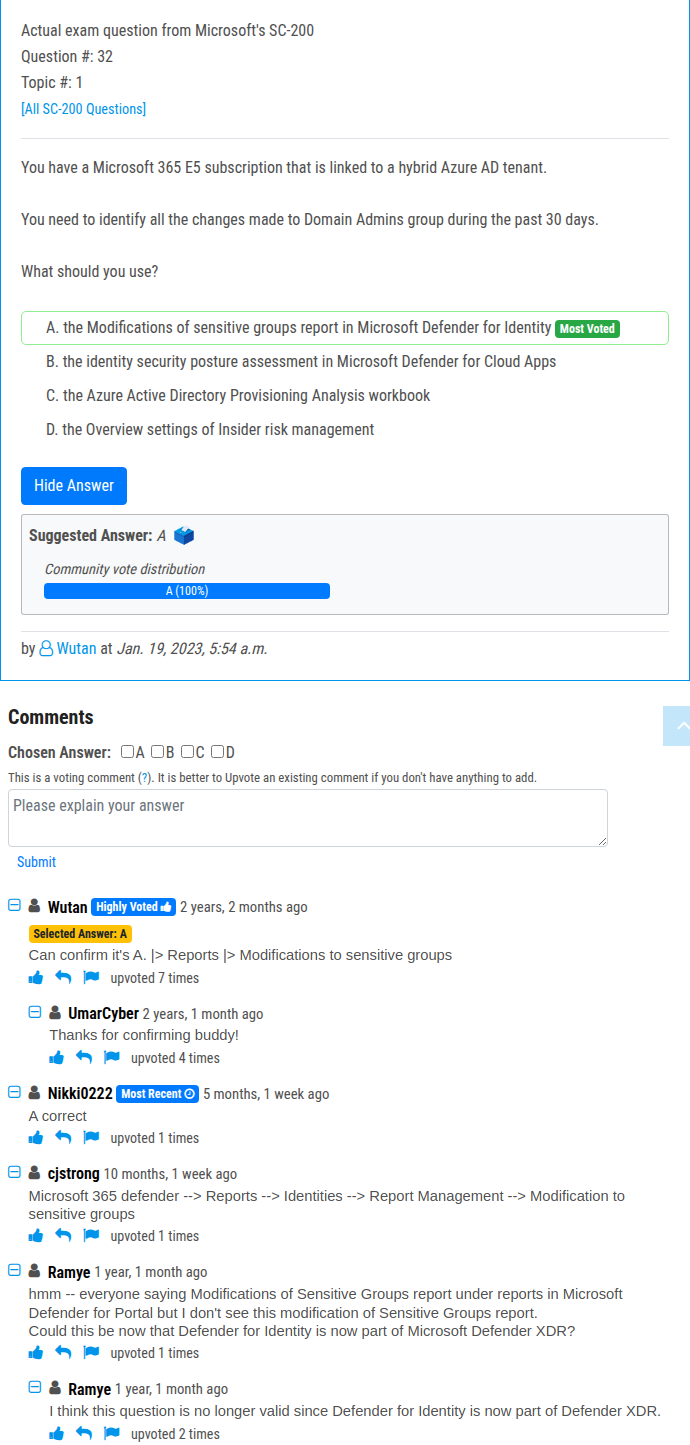 Actual exam question from Microsoft's SC-200
Question #: 32
Topic #: 1
[All SC-200 Questions]
You have a Microsoft 365 E5 subscription that is linked to a hybrid Azure AD tenant.
You need to identify all the changes made to Domain Admins group during the past 30 days.
What should you use?
A. the Modifications of sensitive groups report in Microsoft Defender for Identity Most Voted
B. the identity security posture assessment in Microsoft Defender for Cloud Apps
C. the Azure Active Directory Provisioning Analysis workbook
D. the Overview settings of Insider risk management
Hide Answer
Suggested Answer: A
Community vote distribution
A (100%)
by Wutan at Jan. 19, 2023, 5:54 a.m.
Comments
Chosen Answer: A B C D
This is a voting comment (?). It is better to Upvote an existing comment if you don't have anything to add.
Please explain your answer
Submit
Wutan Highly Voted 2 years, 2 months ago
Selected Answer: A
Can confirm it's A. |> Reports |> Modifications to sensitive groups
upvoted 7 times
UmarCyber 2 years, 1 month ago
Thanks for confirming buddy!
upvoted 4 times
Nikki0222 Most Recent 5 months, 1 week ago
A correct
upvoted 1 times
cjstrong 10 months, 1 week ago
Microsoft 365 defender --> Reports --> Identities --> Report Management --> Modification to
sensitive groups
upvoted 1 times
Ramye 1 year, 1 month ago
hmm -- everyone saying Modifications of Sensitive Groups report under reports in Microsoft
Defender for Portal but I don't see this modification of Sensitive Groups report.
Could this be now that Defender for Identity is now part of Microsoft Defender XDR?
upvoted 1 times
Ramye 1 year, 1 month ago
I think this question is no longer valid since Defender for Identity is now part of Defender XDR.
upvoted 2 times